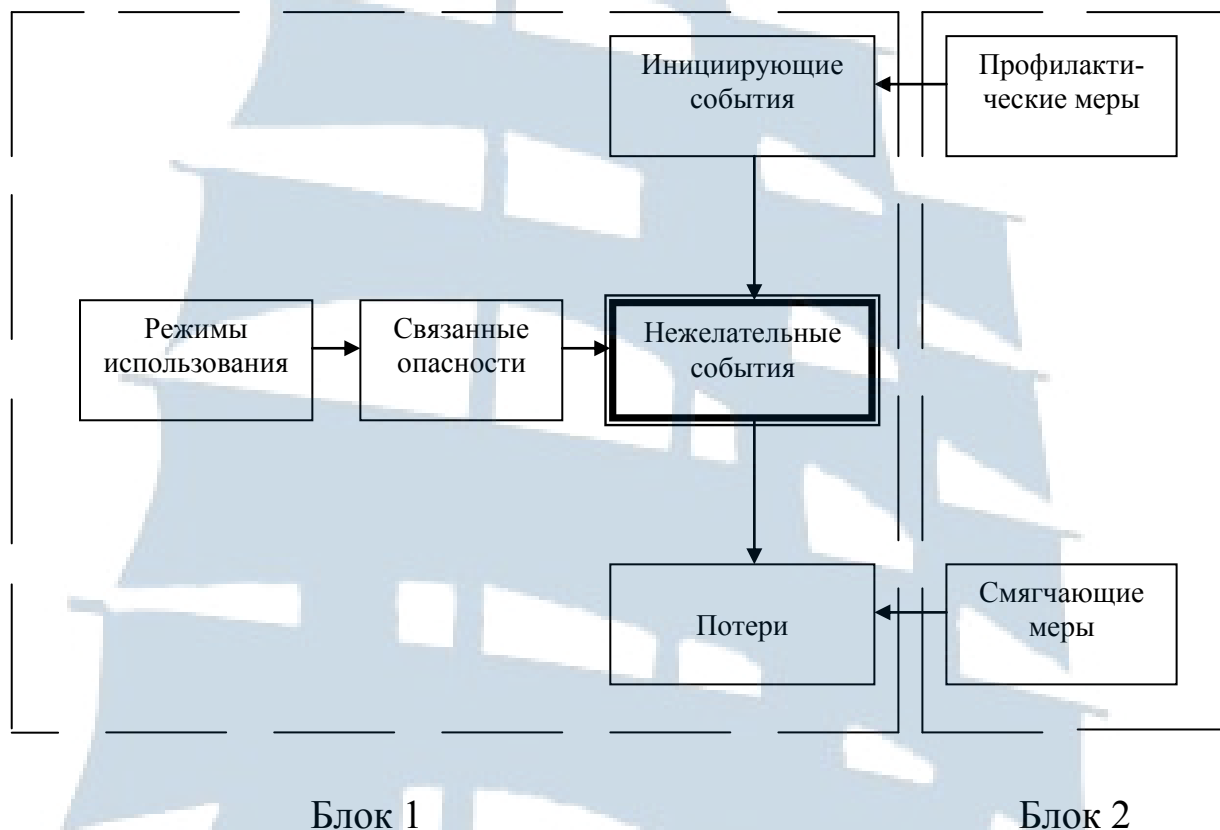 Инициирующие
события
Профилакти-
ческие меры
Режимы
использования
Связанные
опасности
Нежелательные
события
Потери
Смягчающие
меры
Блок 1
Блок 2